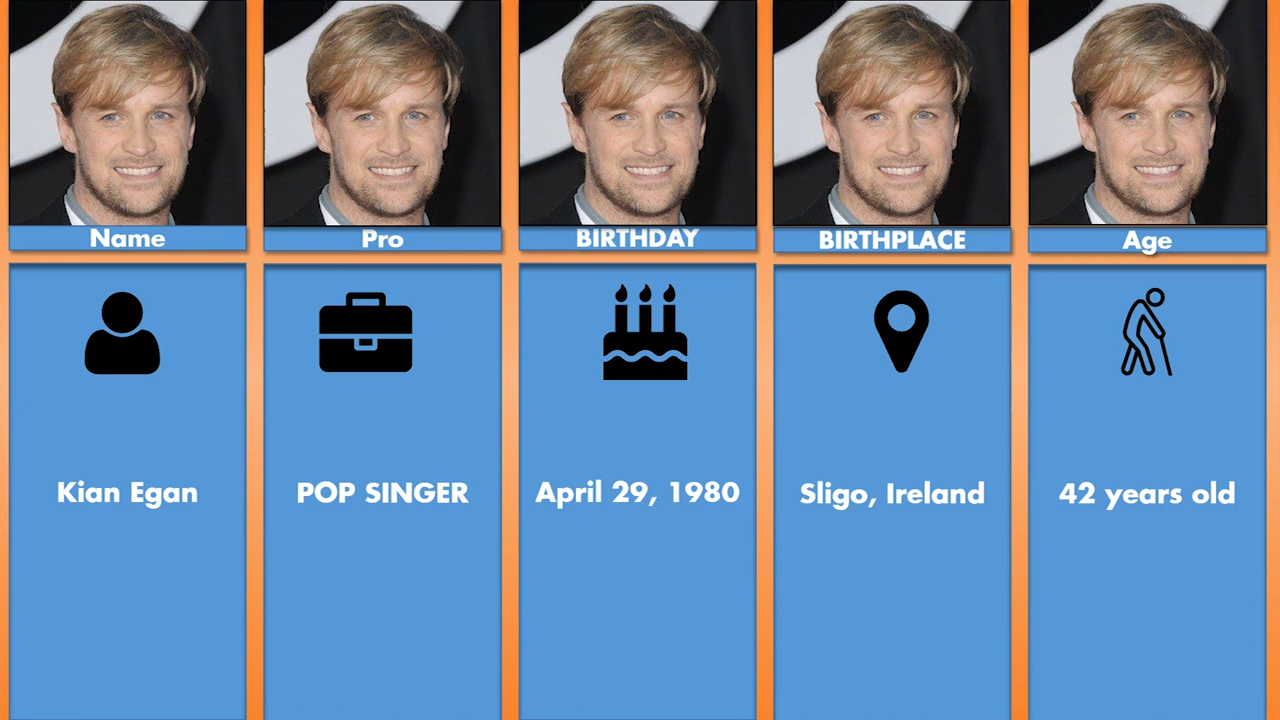 Name
Pro
BIRTHDAY
BIRTHPLACE
Age
Kian Egan
POP SINGER
April 29, 1980
Sligo, Ireland
42 years old